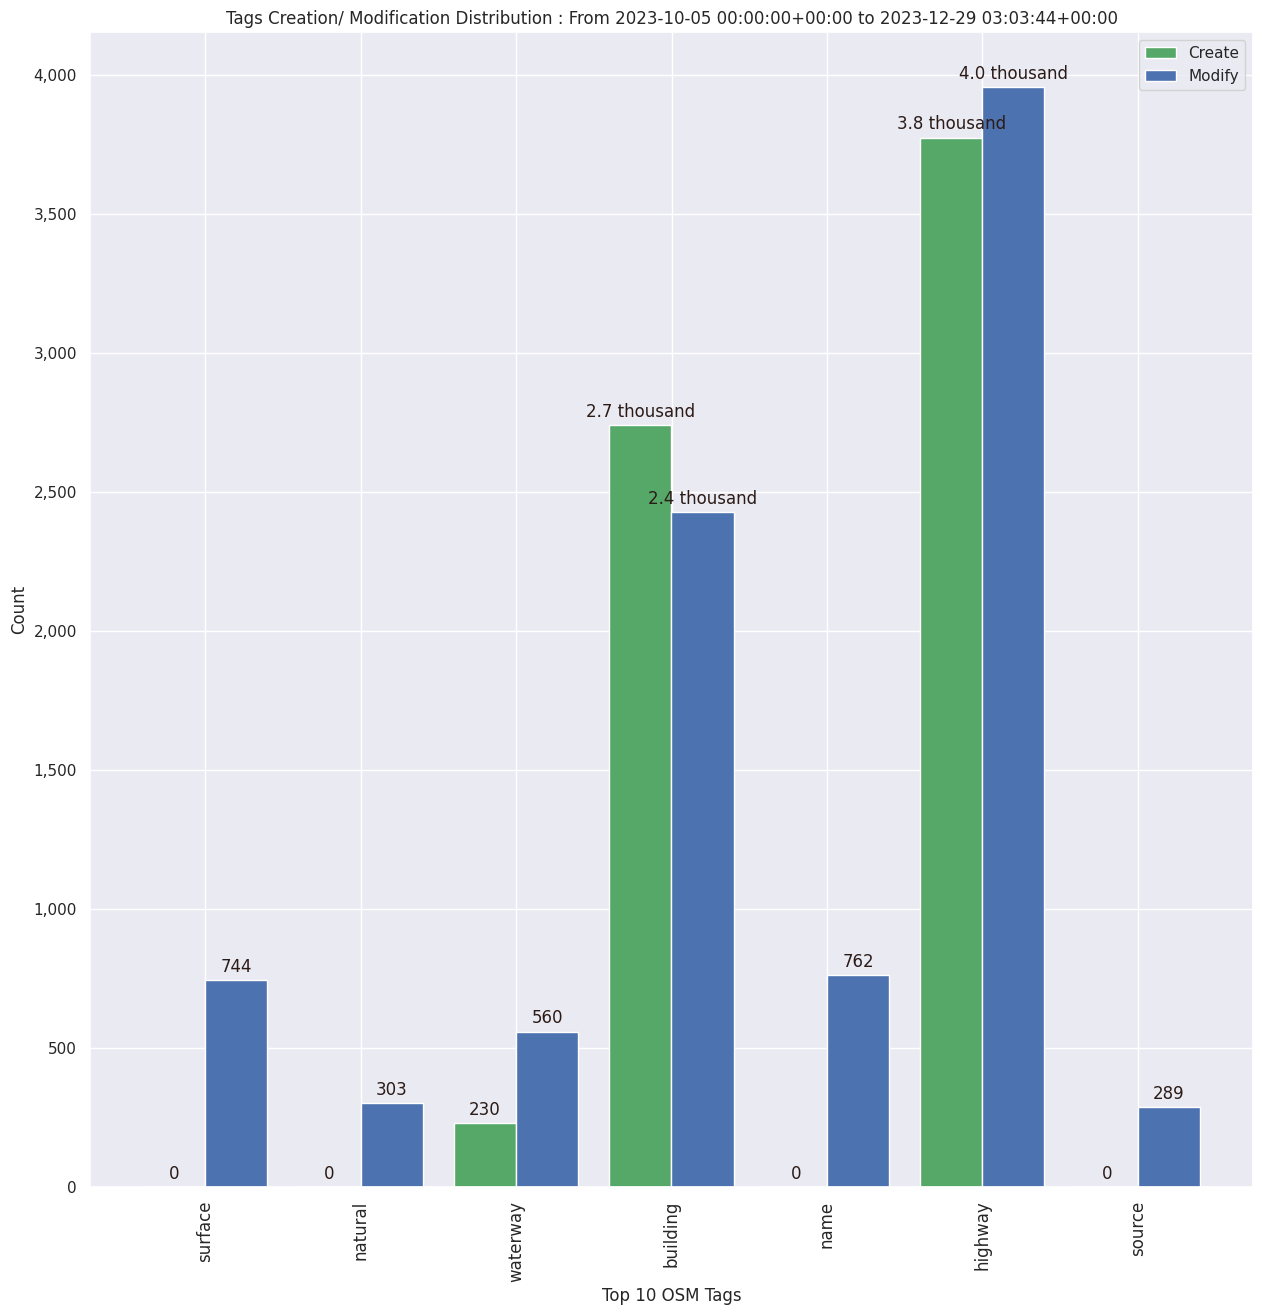 Tags Creation/ Modification Distribution : From 2023-10-05 00:00:00+00:00 to 2023-12-29 03:03:44+00:00
Create
Modify
4,000
3,500
3,000
2,500
2,000
1,500
1,000
500
0
Count
0
744
0
303
230
560
2.7 thousand
2.4 thousand
0
762
3.8 thousand
4.0 thousand
0
289
surface
natural
waterway
building
name
highway
source
Top 10 OSM Tags